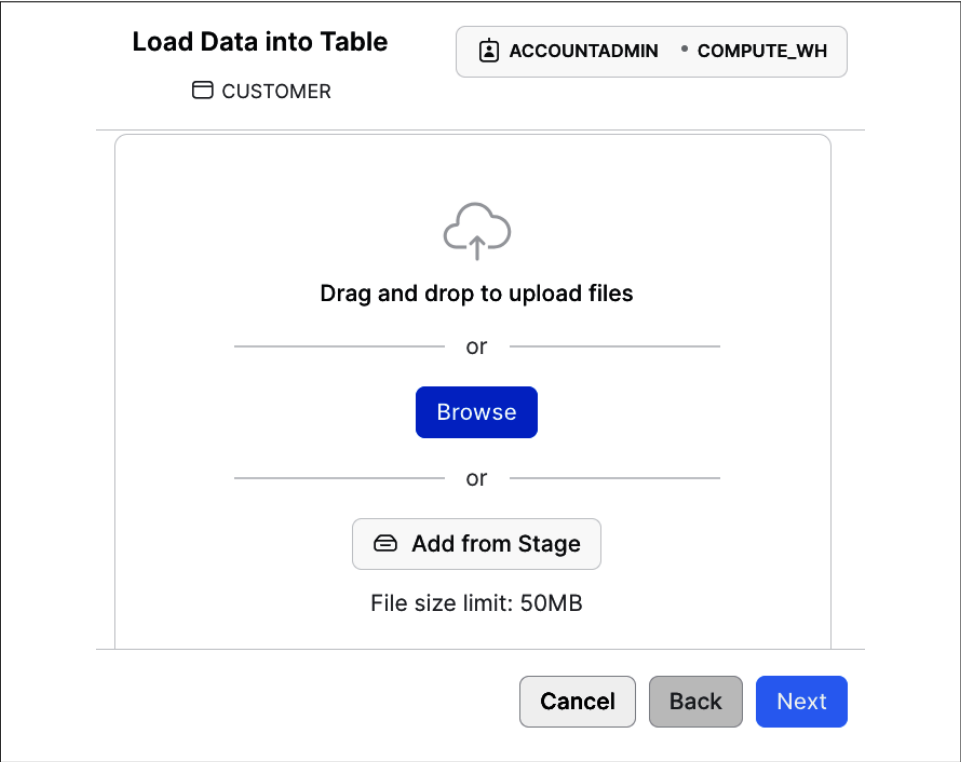 Load Data into Table
ACCOUNTADMIN • COMPUTE_WH
CUSTOMER
Drag and drop to upload files
or
Browse
or
Add from Stage
File size limit: 50MB
Cancel
Back
Next